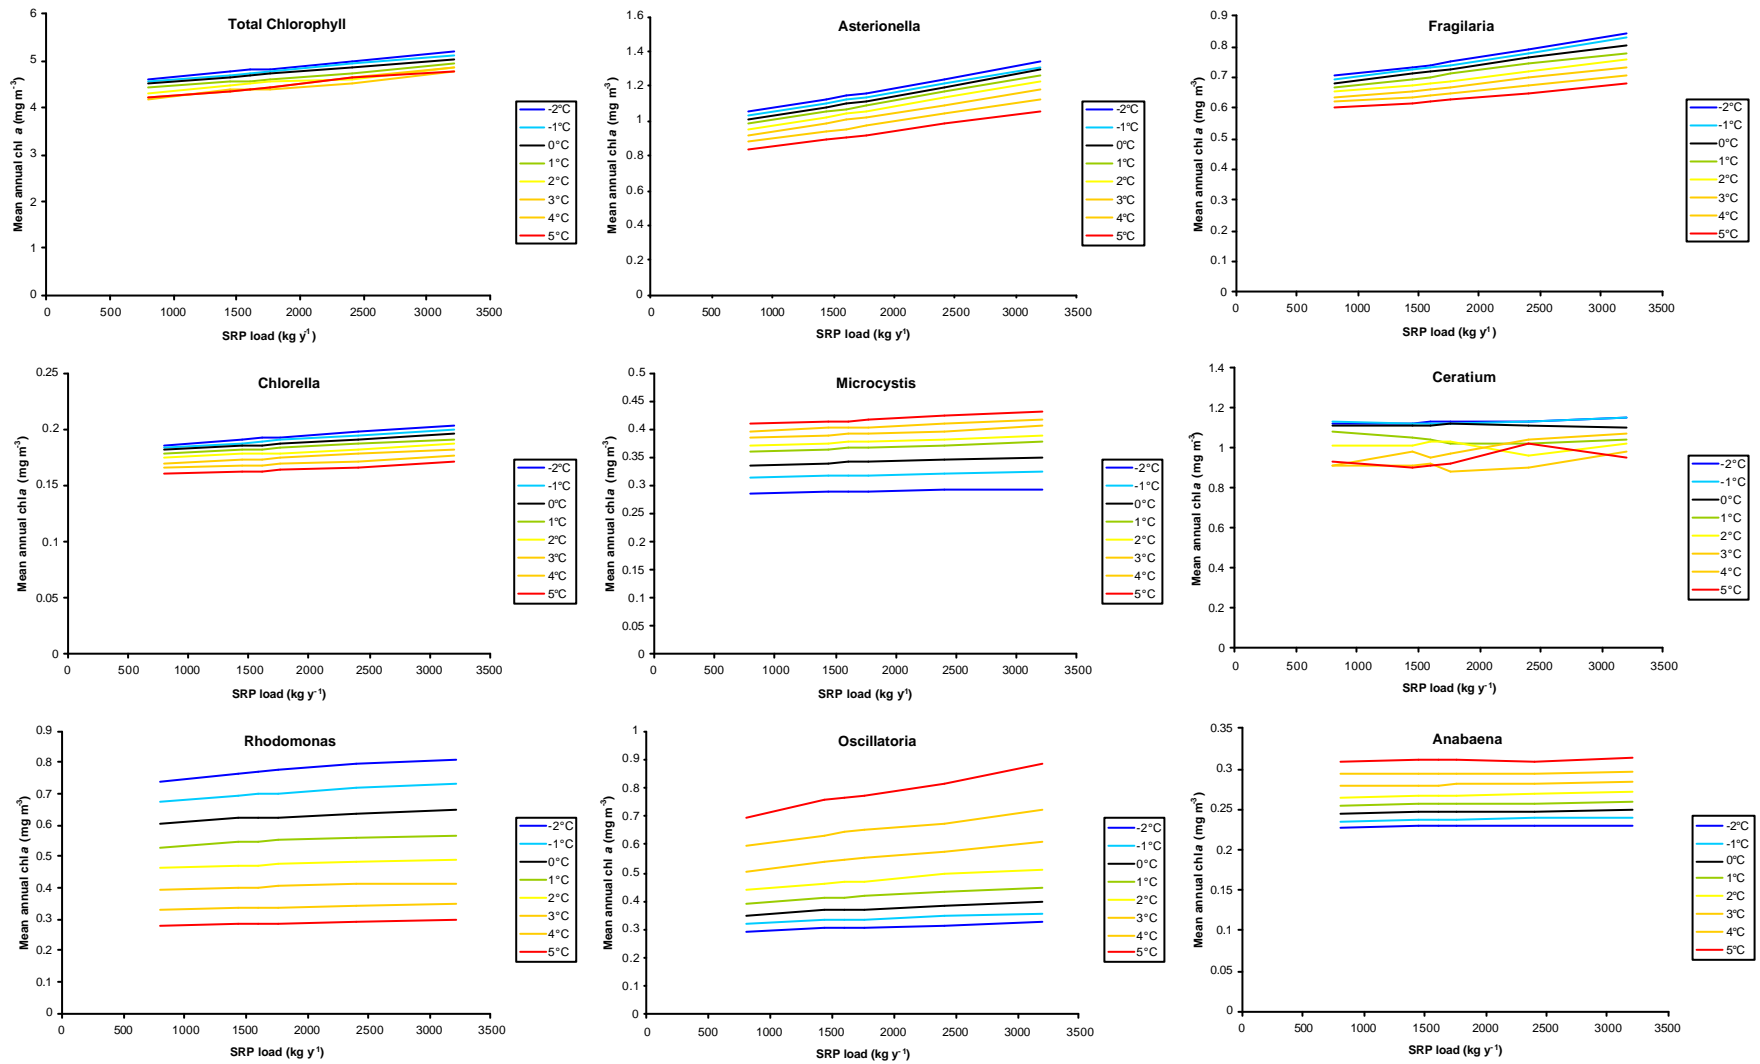 Total Chlorophyll
Mean annual chl a (mg m-3)
6
5
4
3
2
1
0
0 500 1000 1500 2000 2500 3000 3500
SRP load (kg y-1)
-2°C
-1°C
0°C
1°C
2°C
3°C
4°C
5°C
Asterionella
Mean annual chl a (mg m-3)
1.6
1.4
1.2
1
0.8
0.6
0.4
0.2
0
0 500 1000 1500 2000 2500 3000 3500
SRP load (kg y-1)
-2°C
-1°C
0°C
1°C
2°C
3°C
4°C
5°C
Fragilaria
Mean annual chl a (mg m-3)
0.9
0.8
0.7
0.6
0.5
0.4
0.3
0.2
0.1
0
0 500 1000 1500 2000 2500 3000 3500
SRP load (kg y-1)
-2°C
-1°C
0°C
1°C
2°C
3°C
4°C
5°C
Chlorella
Mean annual chl a (mg m-3)
0.25
0.2
0.15
0.1
0.05
0
0 500 1000 1500 2000 2500 3000 3500
SRP load (kg y-1)
-2°C
-1°C
0°C
1°C
2°C
3°C
4°C
5°C
Microcystis
Mean annual chl a (mg m-3)
0.5
0.45
0.4
0.35
0.3
0.25
0.2
0.15
0.1
0.05
0
0 500 1000 1500 2000 2500 3000 3500
SRP load (kg y-1)
-2°C
-1°C
0°C
1°C
2°C
3°C
4°C
5°C
Ceratium
Mean annual chl a (mg m-3)
1.4
1.2
1.0
0.8
0.6
0.4
0.2
0
0 500 1000 1500 2000 2500 3000 3500
SRP load (kg y-1)
-2°C
-1°C
0°C
1°C
2°C
3°C
4°C
5°C
Rhodomonas
Mean annual chl a (mg m-3)
0.9
0.8
0.7
0.6
0.5
0.4
0.3
0.2
0.1
0
0 500 1000 1500 2000 2500 3000 3500
SRP load (kg y-1)
-2°C
-1°C
0°C
1°C
2°C
3°C
4°C
5°C
Oscillatoria
Mean annual chl a (mg m-3)
1
0.9
0.8
0.7
0.6
0.5
0.4
0.3
0.2
0.1
0
0 500 1000 1500 2000 2500 3000 3500
SRP load (kg y-1)
-2°C
-1°C
0°C
1°C
2°C
3°C
4°C
5°C
Anabaena
Mean annual chl a (mg m-3)
0.35
0.3
0.25
0.2
0.15
0.1
0.05
0
0 500 1000 1500 2000 2500 3000 3500
SRP load (kg y-1)
-2°C
-1°C
0°C
1°C
2°C
3°C
4°C
5°C